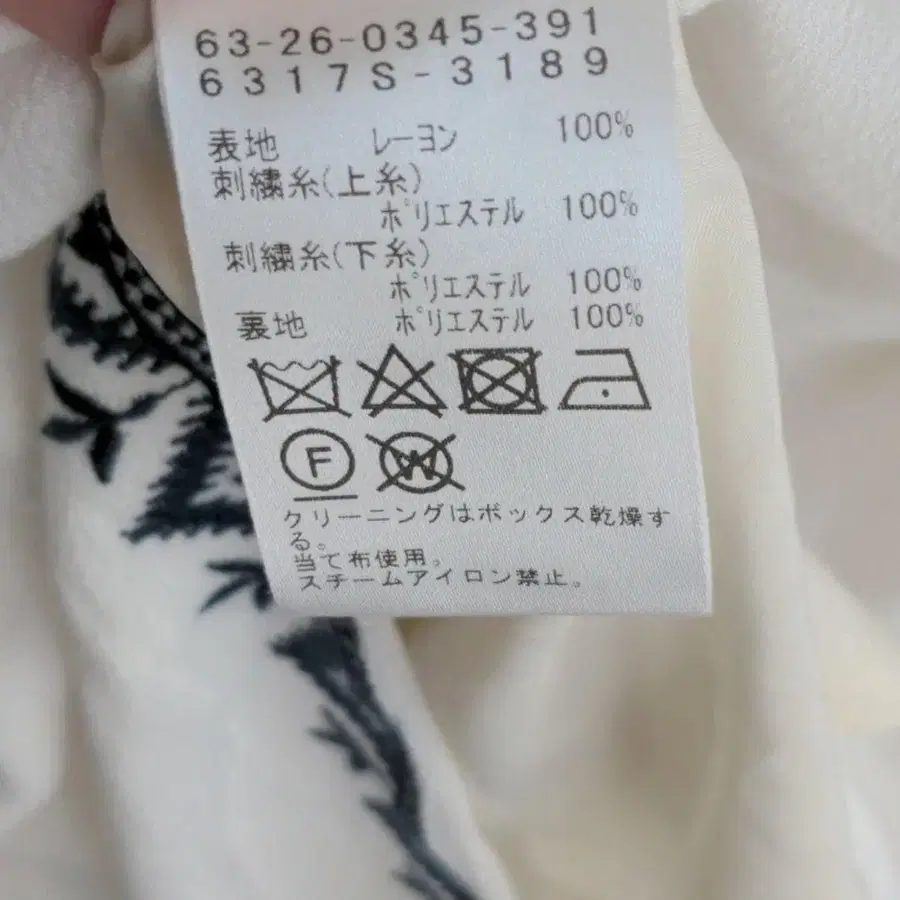 63-26-0345-391
6317S-3189
表地 レーヨン 100%
刺繍糸(上糸)
ポリエステル 100%
刺繍糸(下糸)
ポリエステル 100%
裏地 ポリエステル 100%
F W
クリーニングはボックス乾燥す
る。
当て布使用。
スチームアイロン禁止。